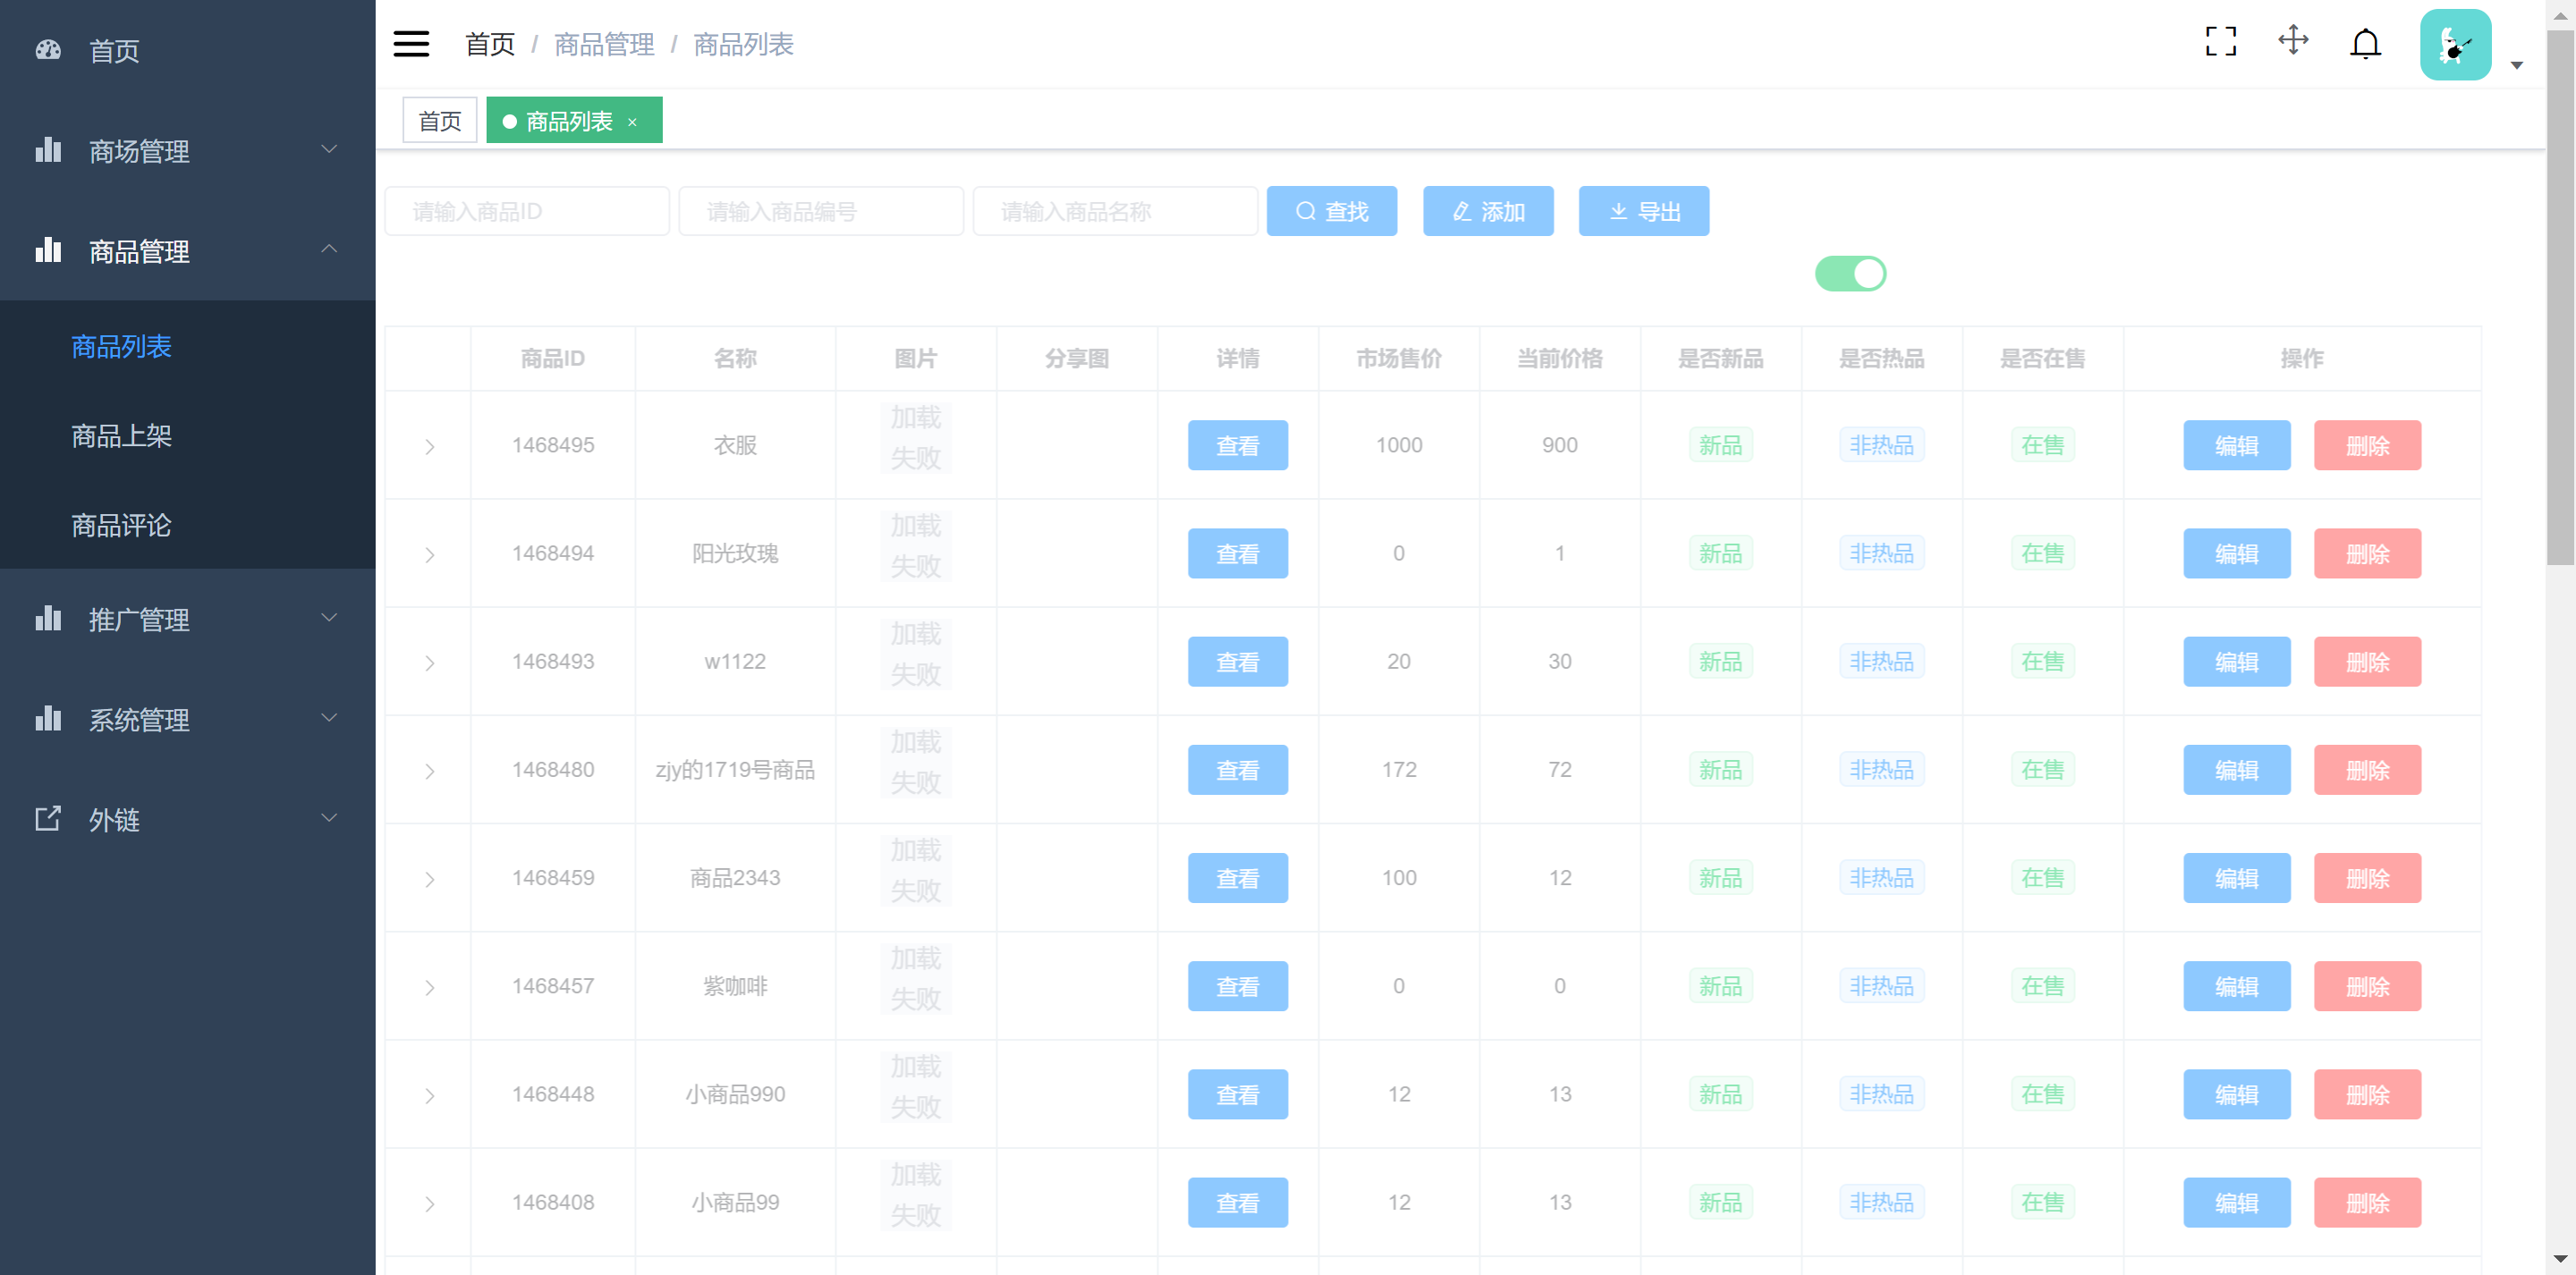 首页
商场管理
商品管理
商品列表
商品上架
商品评论
推广管理
系统管理
外链
首页 / 商品管理 / 商品列表
首页
商品列表 ×
请输入商品ID 请输入商品编号 请输入商品名称 查找 添加 导出
商品ID 名称 图片 分享图 详情 市场售价 当前价格 是否新品 是否热品 是否在售 操作
1468495 衣服 加载失败 查看 1000 900 新品 非热品 在售 编辑 删除
1468494 阳光玫瑰 加载失败 查看 0 1 新品 非热品 在售 编辑 删除
1468493 w1122 加载失败 查看 20 30 新品 非热品 在售 编辑 删除
1468480 zjy的1719号商品 加载失败 查看 172 72 新品 非热品 在售 编辑 删除
1468459 商品2343 加载失败 查看 100 12 新品 非热品 在售 编辑 删除
1468457 紫咖啡 加载失败 查看 0 0 新品 非热品 在售 编辑 删除
1468448 小商品990 加载失败 查看 12 13 新品 非热品 在售 编辑 删除
1468408 小商品99 加载失败 查看 12 13 新品 非热品 在售 编辑 删除